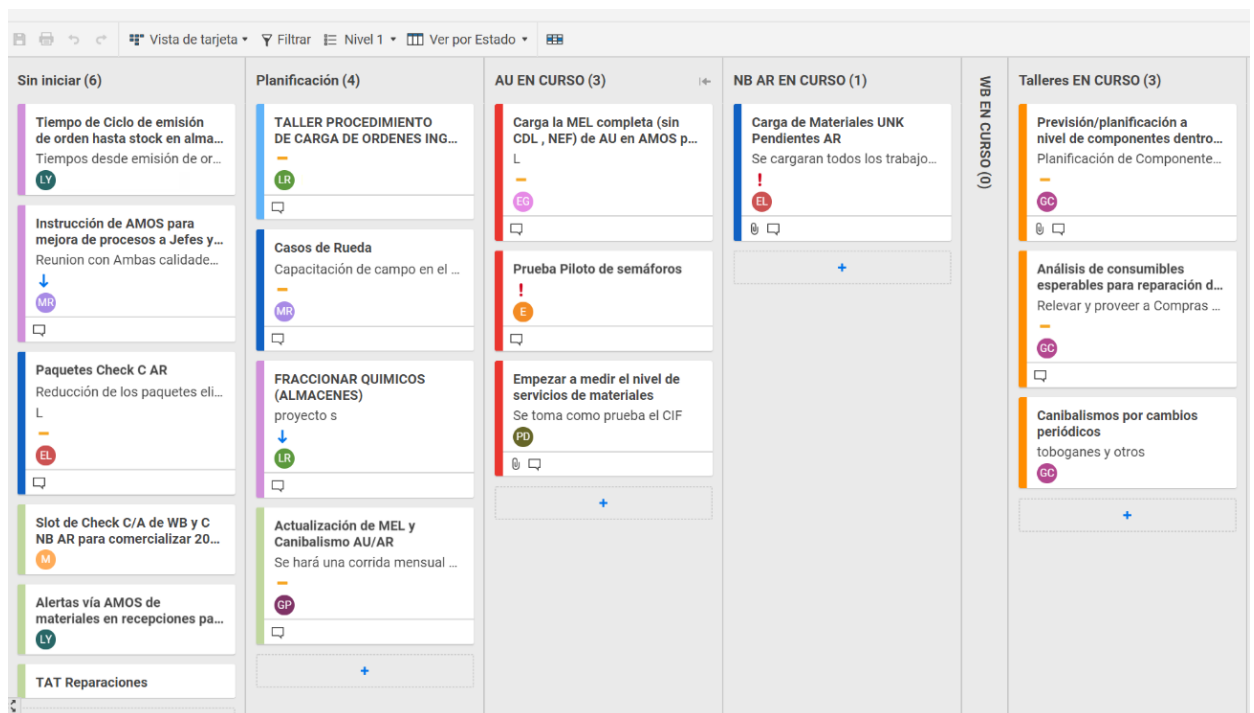 Vista de tarjeta
Filtrar
Nivel 1
Ver por Estado
Sin iniciar (6)
Tiempo de Ciclo de emisión
de orden hasta stock en alma...
Tiempos desde emisión de or...
LY
Instrucción de AMOS para
mejora de procesos a Jefes y...
Reunion con Ambas calidade...
MR
Paquetes Check C AR
Reducción de los paquetes eli...
L
EL
Slot de Check C/A de WB y C
NB AR para comercializar 20...
M
Alertas vía AMOS de
materiales en recepciones pa...
LY
TAT Reparaciones
Planificación (4)
TALLER PROCEDIMIENTO
DE CARGA DE ORDENES ING...
LR
Casos de Rueda
Capacitación de campo en el ...
MR
FRACCIONAR QUIMICOS
(ALMACENES)
proyecto s
LR
Actualización de MEL y
Canibalismo AU/AR
Se hará una corrida mensual ...
GP
AU EN CURSO (3)
Carga la MEL completa (sin
CDL , NEF) de AU en AMOS p...
L
EG
Prueba Piloto de semáforos
!
E
Empezar a medir el nivel de
servicios de materiales
Se toma como prueba el CIF
PD
NB AR EN CURSO (1)
Carga de Materiales UNK
Pendientes AR
Se cargaran todos los trabajo...
!
EL
WB EN CURSO (0)
Talleres EN CURSO (3)
Previsión/planificación a
nivel de componentes dentro...
Planificación de Componente...
GC
Análisis de consumibles
esperables para reparación d...
Relevar y proveer a Compras ...
GC
Canibalismos por cambios
periódicos
toboganes y otros
GC